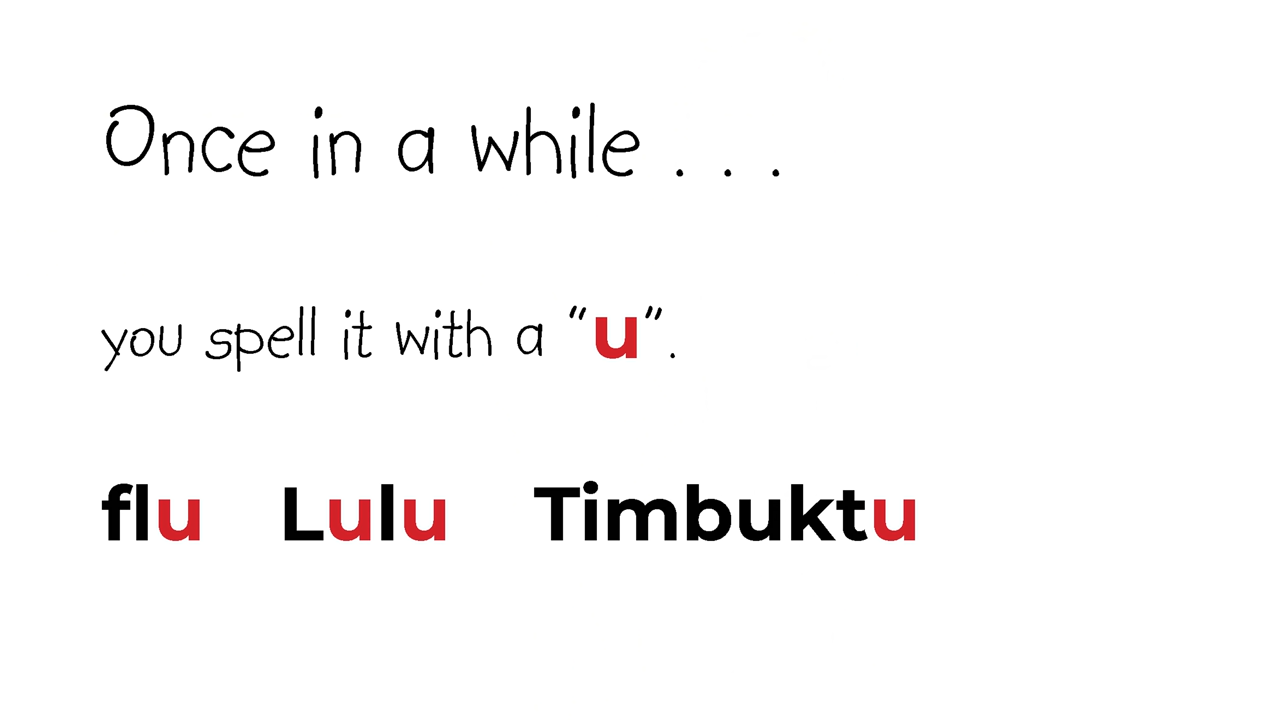 Once in a while . . .
you spell it with a “u”.
flu Lulu Timbuktu